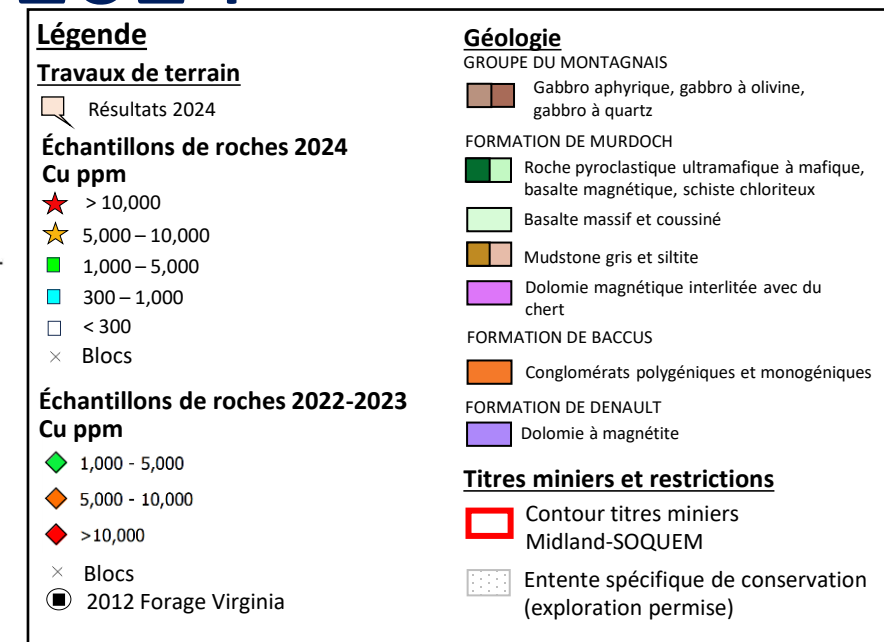 Légende
Travaux de terrain
Résultats 2024
Échantillons de roches 2024
Cu ppm
> 10,000
5,000 – 10,000
1,000 – 5,000
300 – 1,000
< 300
Blocs
Échantillons de roches 2022-2023
Cu ppm
1,000 - 5,000
5,000 - 10,000
>10,000
Blocs
2012 Forage Virginia
Géologie
GROUPE DU MONTAGNAIS
Gabbro aphyrique, gabbro à olivine,
gabbro à quartz
FORMATION DE MURDOCH
Roche pyroclastique ultramafique à mafique,
basalte magnétique, schiste chloriteux
Basalte massif et coussiné
Mudstone gris et siltite
Dolomie magnétique interlitée avec du
chert
FORMATION DE BACCUS
Conglomérats polygéniques et monogéniques
FORMATION DE DENAULT
Dolomie à magnétite
Titres miniers et restrictions
Contour titres miniers
Midland-SOQUEM
Entente spécifique de conservation
(exploration permise)